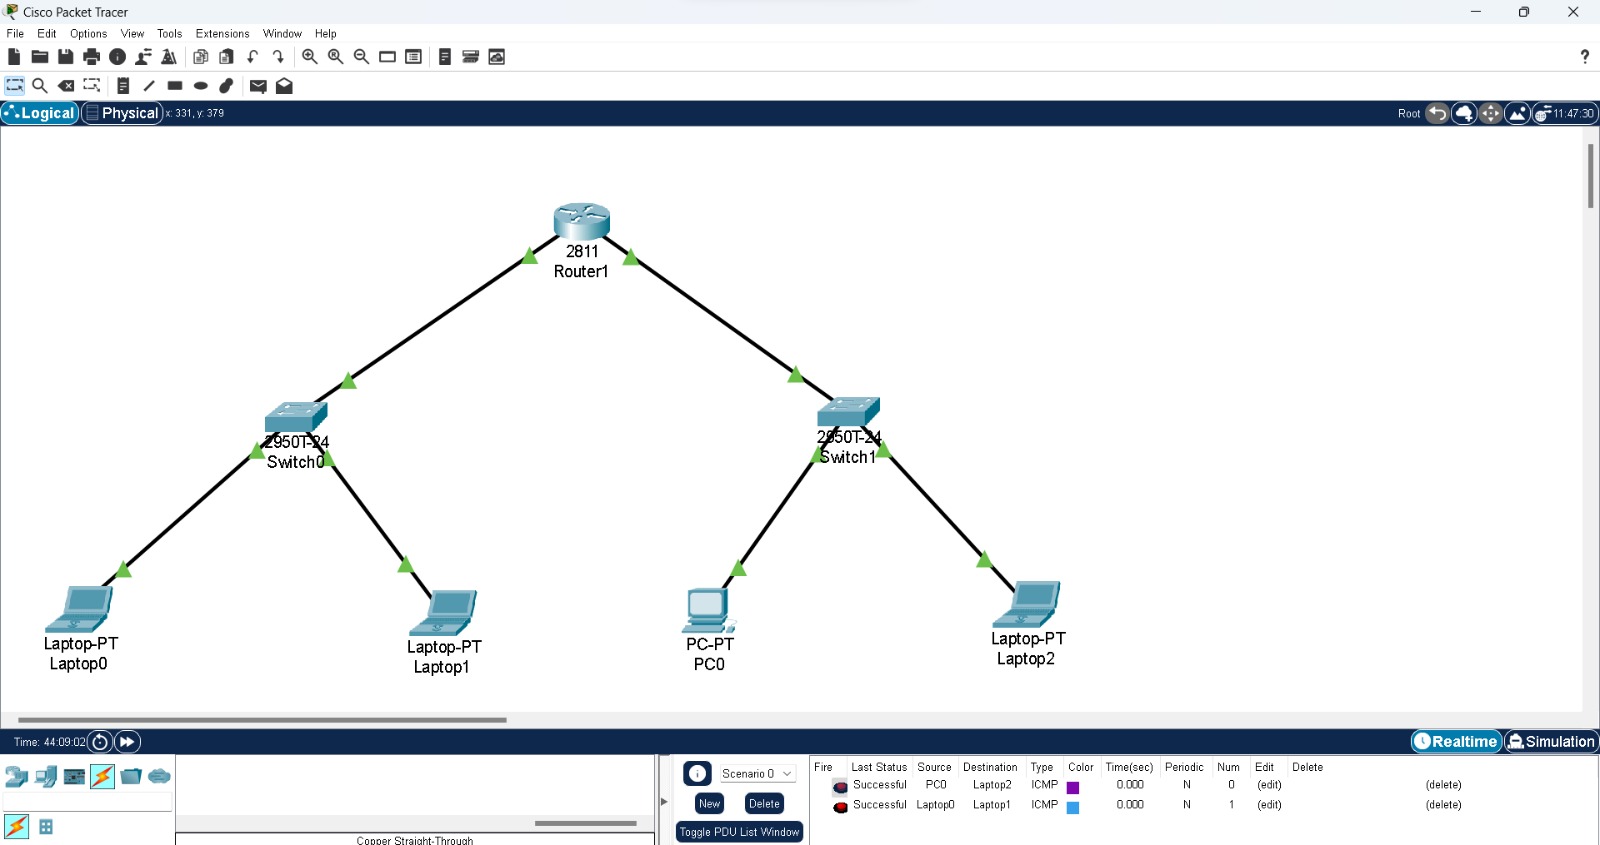 Cisco Packet Tracer
File Edit Options View Tools Extensions Window Help
?
Logical Physical x: 331, y: 379 Root 11:47:30
2811
Router1
2950T-24
Switch0
2950T-24
Switch1
Laptop-PT
Laptop0
Laptop-PT
Laptop1
PC-PT
PC0
Laptop-PT
Laptop2
Time: 44:09:02 Realtime Simulation
Scenario 0
New Delete
Toggle PDU List Window
Copper Straight-Through
Fire Last Status Source Destination Type Color Time(sec) Periodic Num Edit Delete
Successful PC0 Laptop2 ICMP 0.000 N 0 (edit) (delete)
Successful Laptop0 Laptop1 ICMP 0.000 N 1 (edit) (delete)